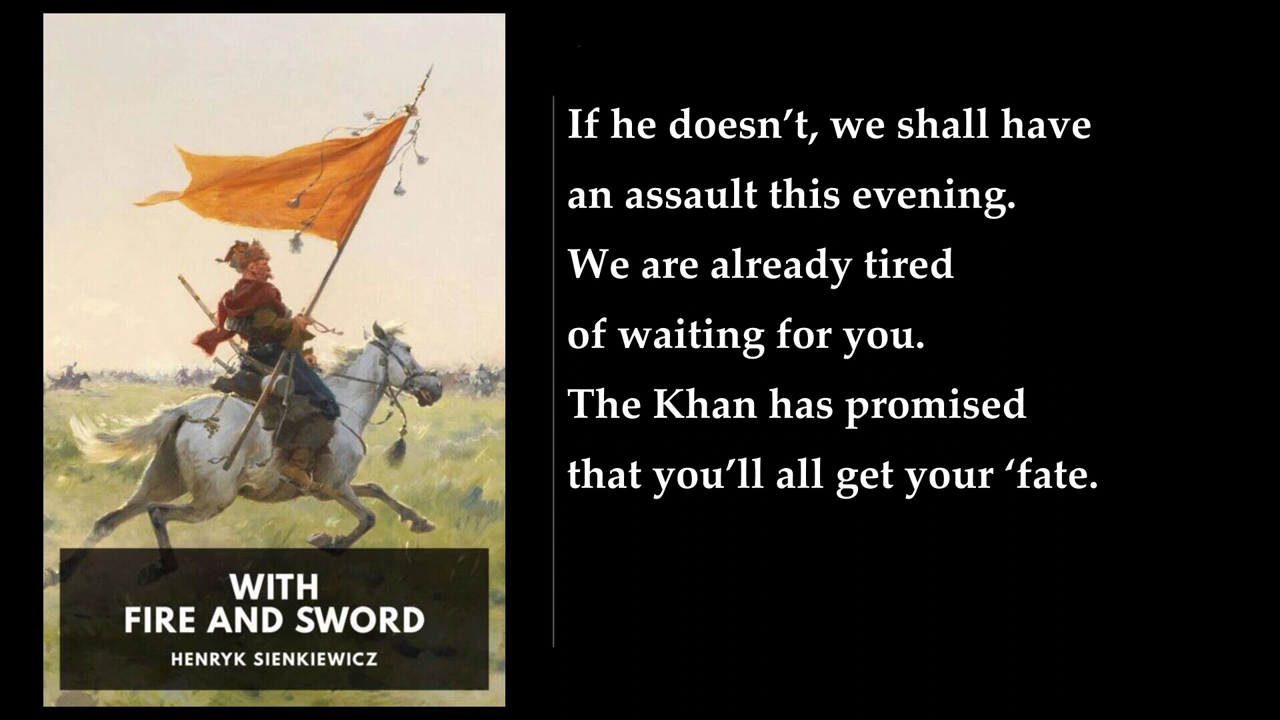 If he doesn’t, we shall have
an assault this evening.
We are already tired
of waiting for you.
The Khan has promised
that you’ll all get your ‘fate.
WITH
FIRE AND SWORD
HENRYK SIENKIEWICZ